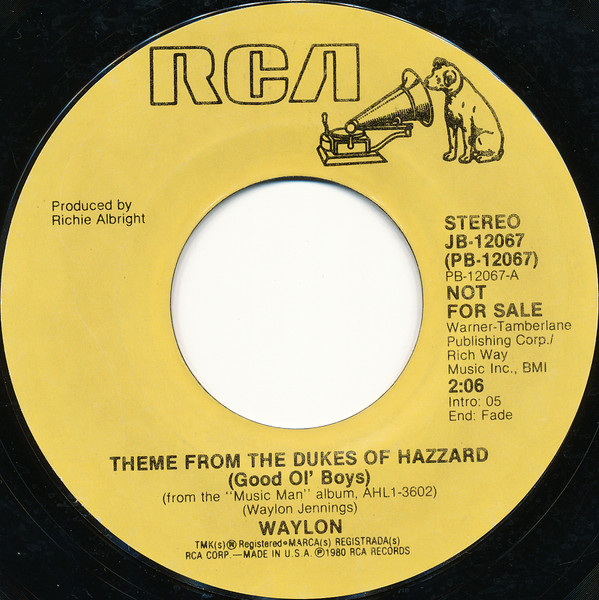 RCA
Produced by
Richie Albright
STEREO
JB-12067
(PB-12067)
PB-12067-A
NOT
FOR SALE
Warner-Tamberlane
Publishing Corp./
Rich Way
Music Inc., BMI
2:06
Intro: 05
End: Fade
THEME FROM THE DUKES OF HAZZARD
(Good Ol' Boys)
(from the "Music Man" album, AHL1-3602)
(Waylon Jennings)
WAYLON
TMK(s) ® Registered • MARCA(s) REGISTRADA(s)
RCA CORP.—MADE IN U.S.A. ℗1980 RCA RECORDS